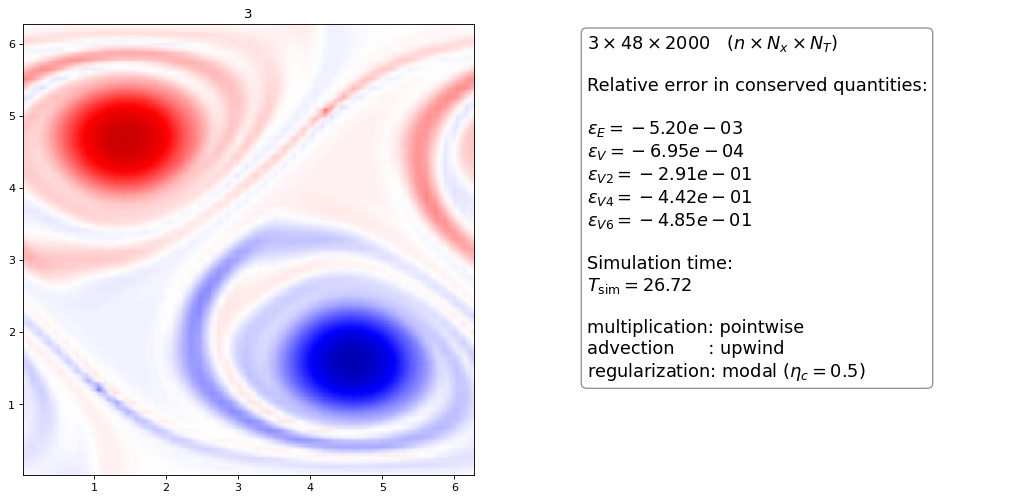 3
6
5
4
3
2
1
1 2 3 4 5 6
3 × 48 × 2000 (n × Nₓ × N_T)
Relative error in conserved quantities:
ε_E = −5.20e − 03
ε_V = −6.95e − 04
ε_V2 = −2.91e − 01
ε_V4 = −4.42e − 01
ε_V6 = −4.85e − 01
Simulation time:
T_sim = 26.72
multiplication: pointwise
advection : upwind
regularization: modal (η_c = 0.5)